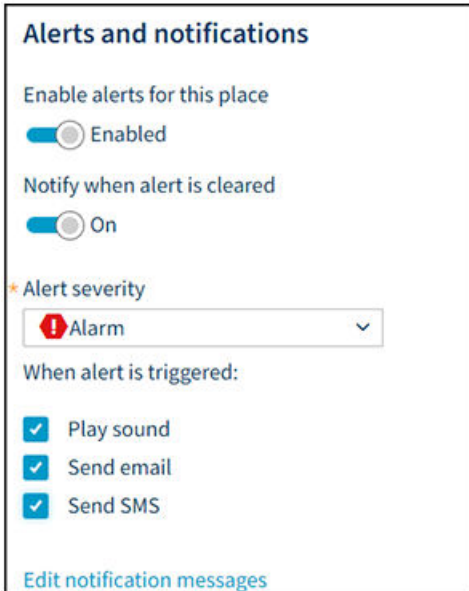 Alerts and notifications
Enable alerts for this place
Enabled
Notify when alert is cleared
On
* Alert severity
Alarm
When alert is triggered:
Play sound
Send email
Send SMS
Edit notification messages